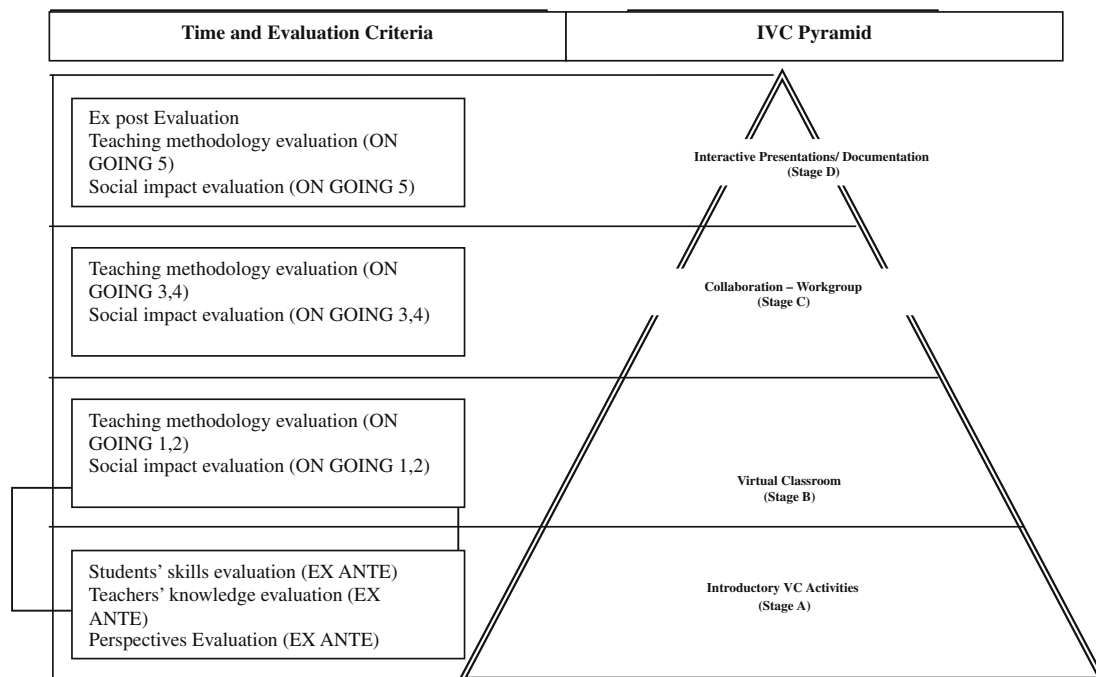 Time and Evaluation Criteria
IVC Pyramid
Ex post Evaluation
Teaching methodology evaluation (ON
GOING 5)
Social impact evaluation (ON GOING 5)
Interactive Presentations/ Documentation
(Stage D)
Teaching methodology evaluation (ON
GOING 3,4)
Social impact evaluation (ON GOING 3,4)
Collaboration – Workgroup
(Stage C)
Teaching methodology evaluation (ON
GOING 1,2)
Social impact evaluation (ON GOING 1,2)
Virtual Classroom
(Stage B)
Students’ skills evaluation (EX ANTE)
Teachers’ knowledge evaluation (EX
ANTE)
Perspectives Evaluation (EX ANTE)
Introductory VC Activities
(Stage A)